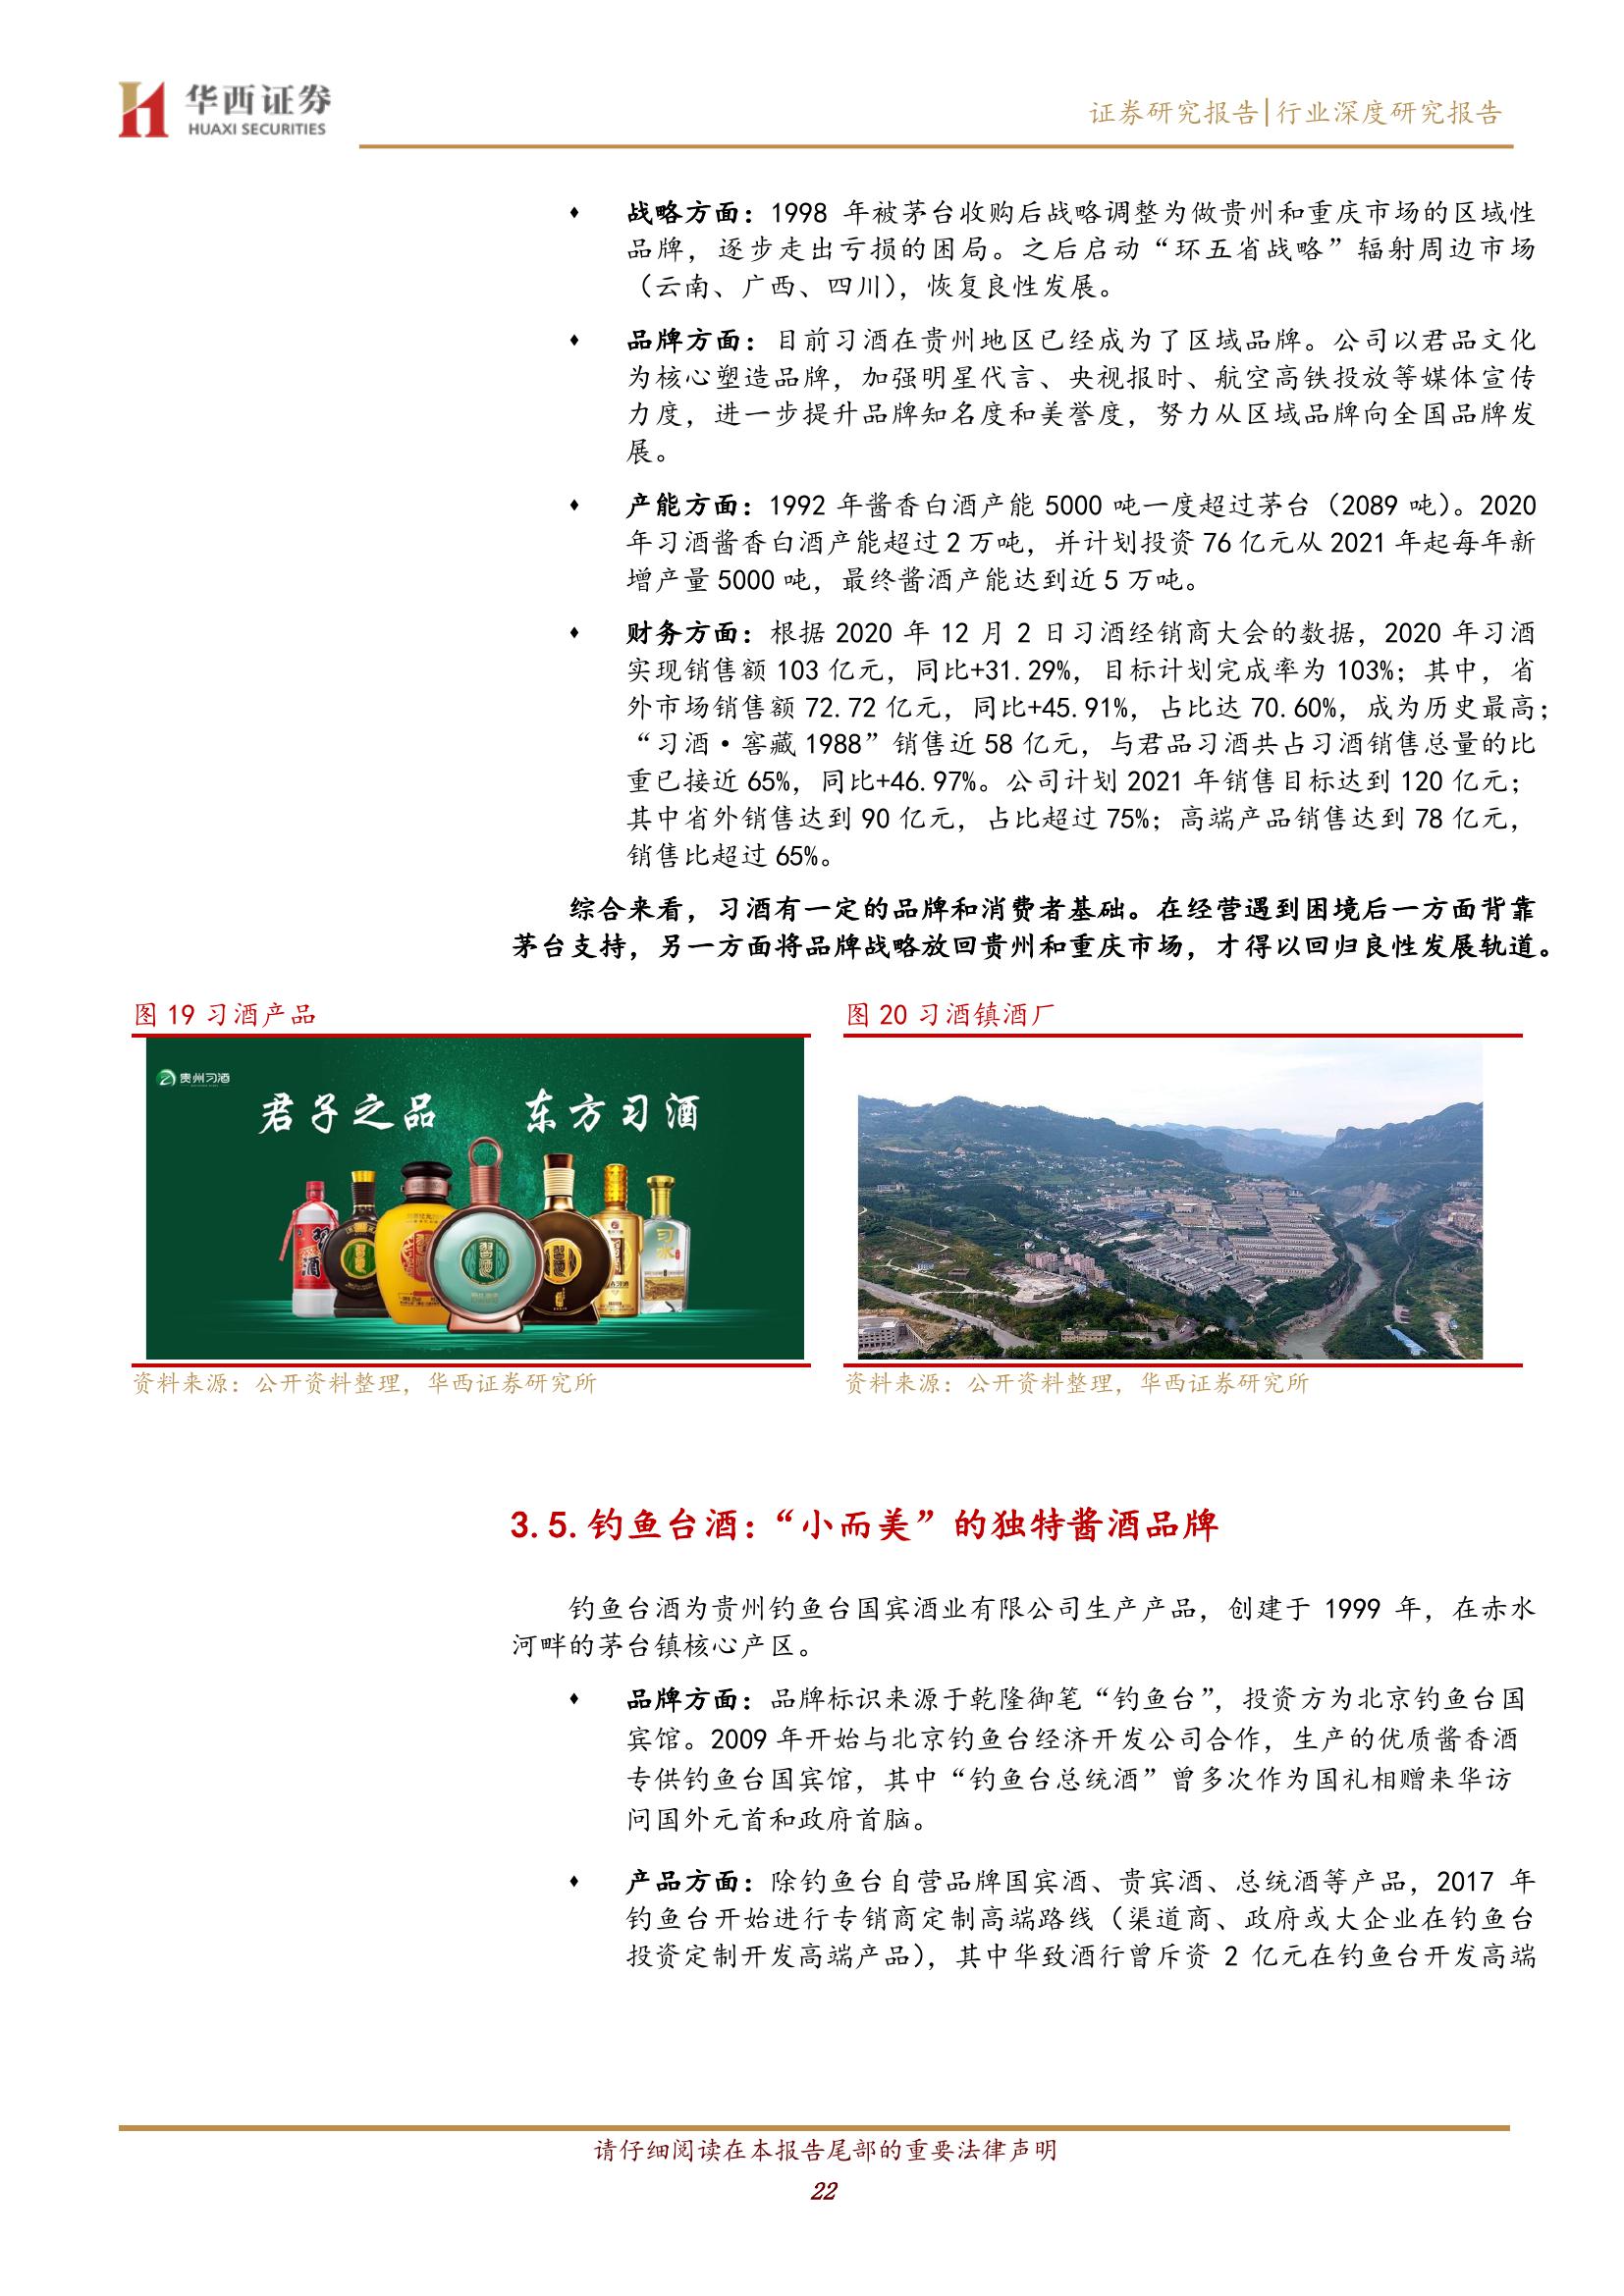 华西证券
HUAXI SECURITIES
证券研究报告|行业深度研究报告
♦ 战略方面：1998 年被茅台收购后战略调整为做贵州和重庆市场的区域性
品牌，逐步走出亏损的困局。之后启动“环五省战略”辐射周边市场
（云南、广西、四川），恢复良性发展。
♦ 品牌方面：目前习酒在贵州地区已经成为了区域品牌。公司以君品文化
为核心塑造品牌，加强明星代言、央视报时、航空高铁投放等媒体宣传
力度，进一步提升品牌知名度和美誉度，努力从区域品牌向全国品牌发
展。
♦ 产能方面：1992 年酱香白酒产能 5000 吨一度超过茅台（2089 吨）。2020
年习酒酱香白酒产能超过 2 万吨，并计划投资 76 亿元从 2021 年起每年新
增产量 5000 吨，最终酱酒产能达到近 5 万吨。
♦ 财务方面：根据 2020 年 12 月 2 日习酒经销商大会的数据，2020 年习酒
实现销售额 103 亿元，同比+31.29%，目标计划完成率为 103%；其中，省
外市场销售额 72.72 亿元，同比+45.91%，占比达 70.60%，成为历史最高；
“习酒·窖藏 1988”销售近 58 亿元，与君品习酒共占习酒销售总量的比
重已接近 65%，同比+46.97%。公司计划 2021 年销售目标达到 120 亿元；
其中省外销售达到 90 亿元，占比超过 75%；高端产品销售达到 78 亿元，
销售比超过 65%。
综合来看，习酒有一定的品牌和消费者基础。在经营遇到困境后一方面背靠
茅台支持，另一方面将品牌战略放回贵州和重庆市场，才得以回归良性发展轨道。
图 19 习酒产品
图 20 习酒镇酒厂
贵州习酒
君子之品 东方习酒
习酒
习水
资料来源：公开资料整理，华西证券研究所
资料来源：公开资料整理，华西证券研究所
3.5.钓鱼台酒：“小而美”的独特酱酒品牌
钓鱼台酒为贵州钓鱼台国宾酒业有限公司生产产品，创建于 1999 年，在赤水
河畔的茅台镇核心产区。
♦ 品牌方面：品牌标识来源于乾隆御笔“钓鱼台”，投资方为北京钓鱼台国
宾馆。2009 年开始与北京钓鱼台经济开发公司合作，生产的优质酱香酒
专供钓鱼台国宾馆，其中“钓鱼台总统酒”曾多次作为国礼相赠来华访
问国外元首和政府首脑。
♦ 产品方面：除钓鱼台自营品牌国宾酒、贵宾酒、总统酒等产品，2017 年
钓鱼台开始进行专销商定制高端路线（渠道商、政府或大企业在钓鱼台
投资定制开发高端产品），其中华致酒行曾斥资 2 亿元在钓鱼台开发高端
请仔细阅读在本报告尾部的重要法律声明
22